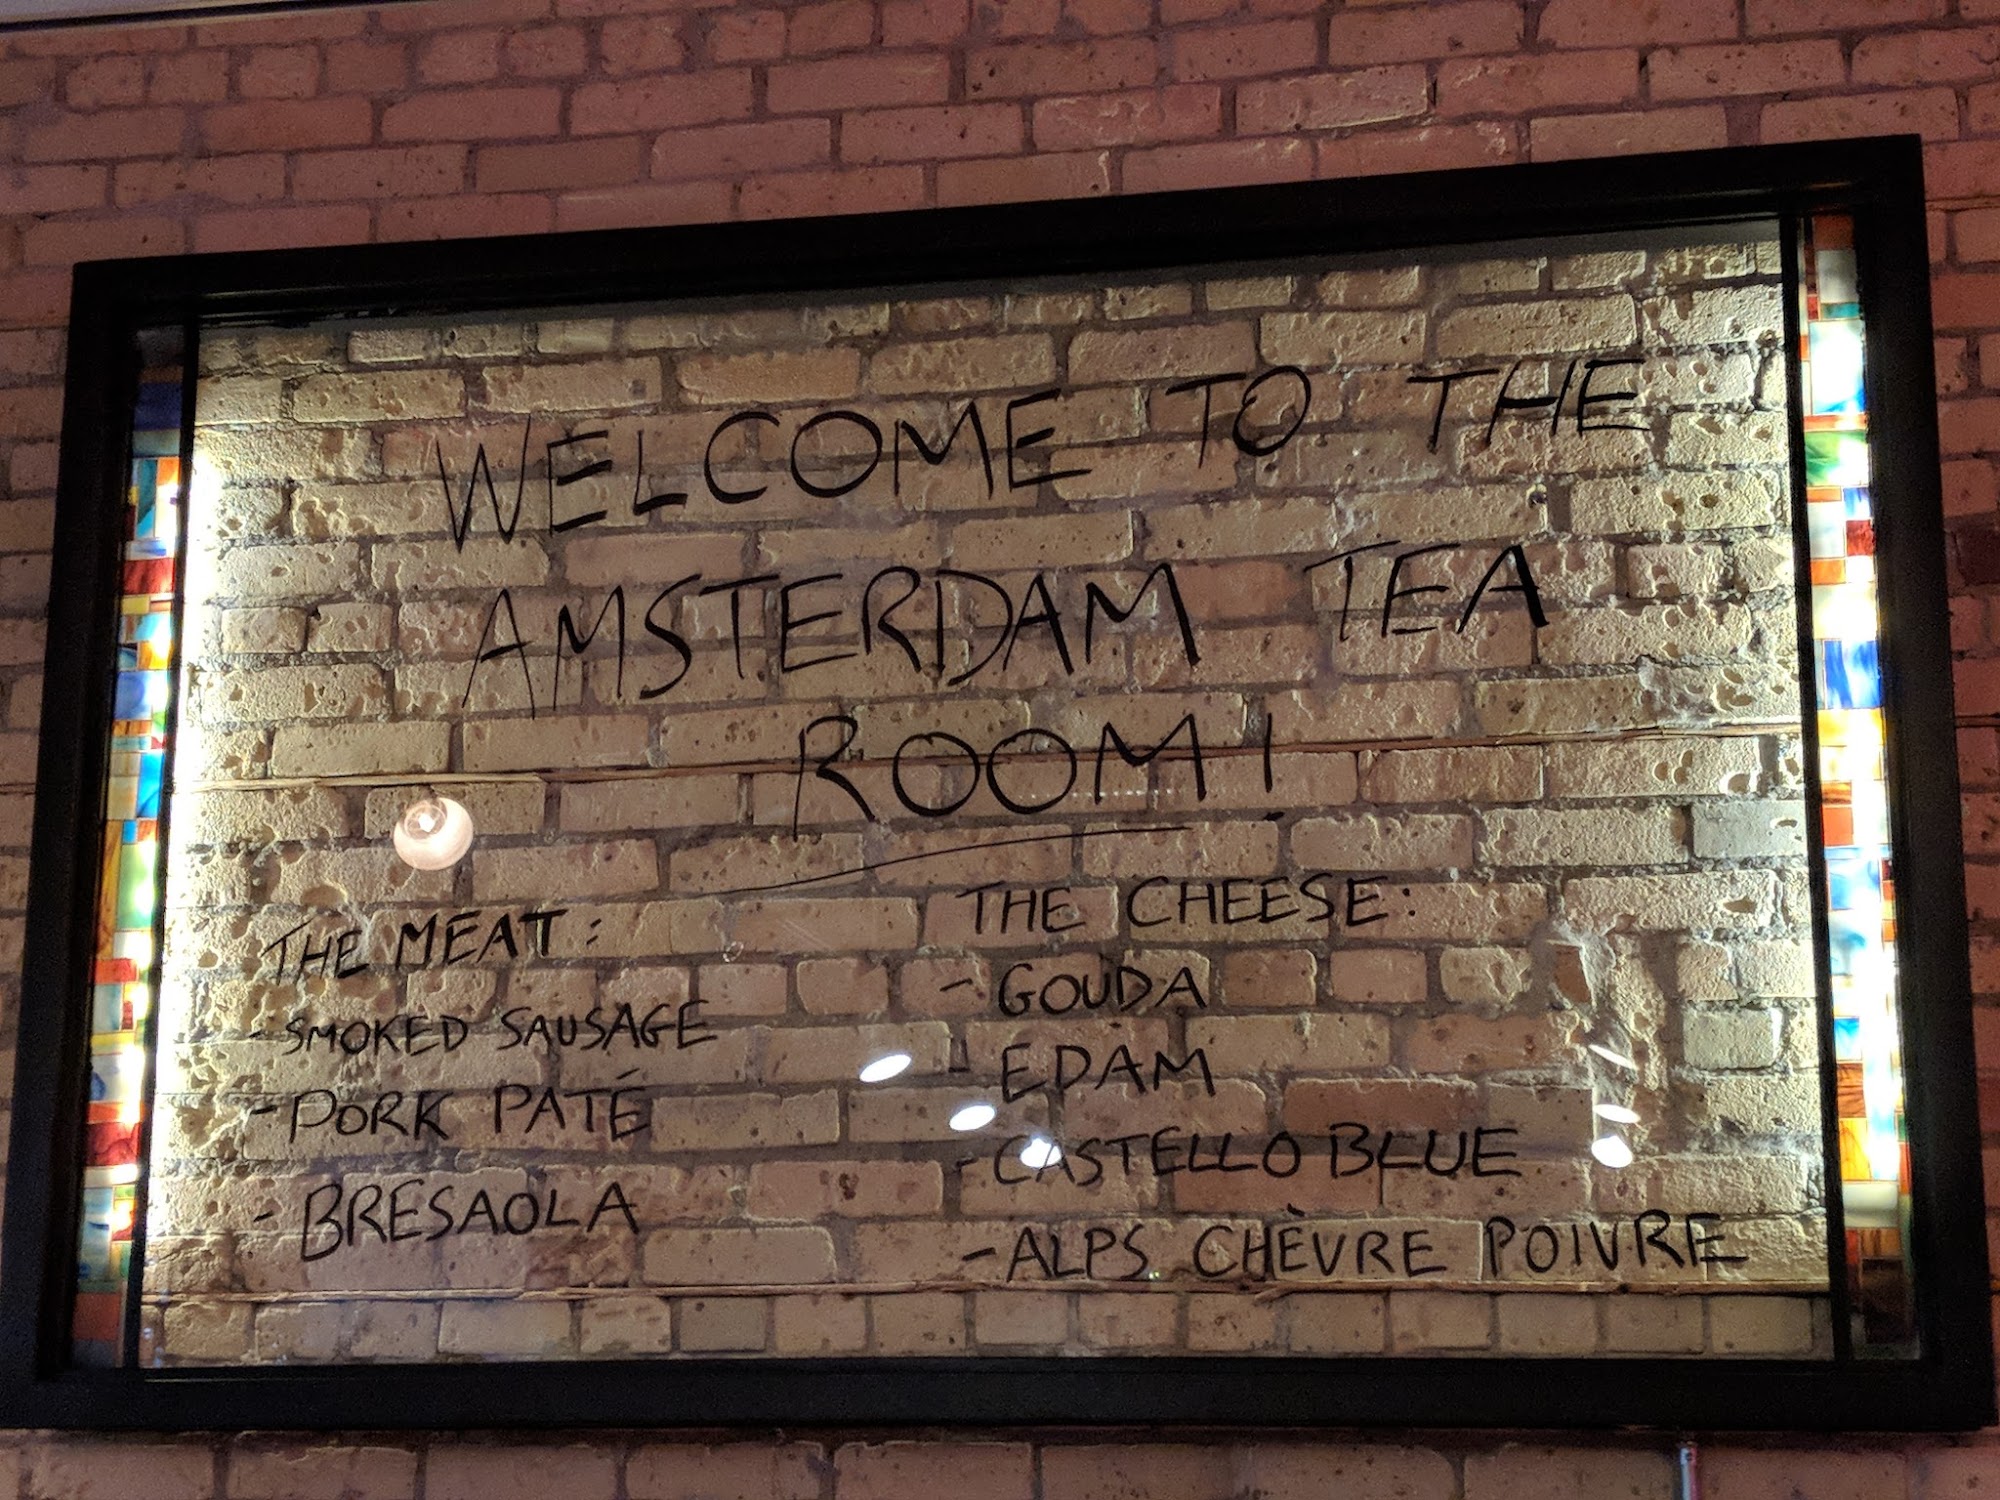 WELCOME TO THE
AMSTERDAM TEA
ROOM!
THE MEAT:
- SMOKED SAUSAGE
- PORK PATÉ
- BRESAOLA
THE CHEESE:
- GOUDA
- EDAM
- CASTELLO BLUE
- ALPS CHÈVRE POIVRE